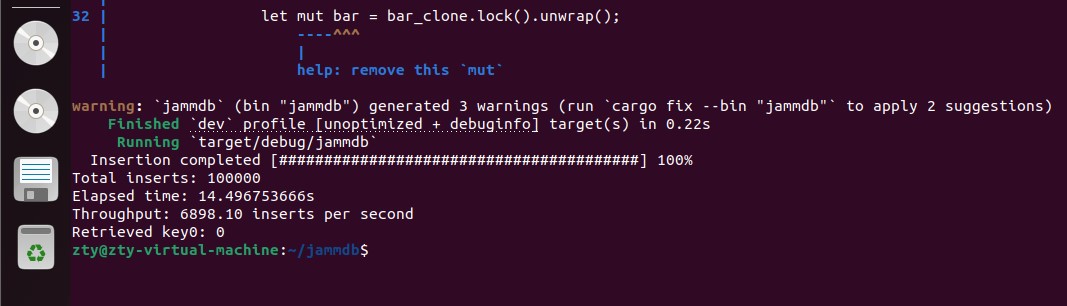 32 |                 let mut bar = bar_clone.lock().unwrap();
   |                     ----^^^
   |                     |
   |                     help: remove this `mut`
warning: `jammdb` (bin "jammdb") generated 3 warnings (run `cargo fix --bin "jammdb"` to apply 2 suggestions)
    Finished `dev` profile [unoptimized + debuginfo] target(s) in 0.22s
     Running `target/debug/jammdb`
  Insertion completed [########################################] 100%
Total inserts: 100000
Elapsed time: 14.496753666s
Throughput: 6898.10 inserts per second
Retrieved key0: 0
zty@zty-virtual-machine:~/jammdb$